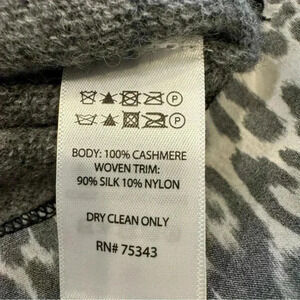 BODY: 100% CASHMERE
WOVEN TRIM:
90% SILK 10% NYLON
DRY CLEAN ONLY
RN# 75343